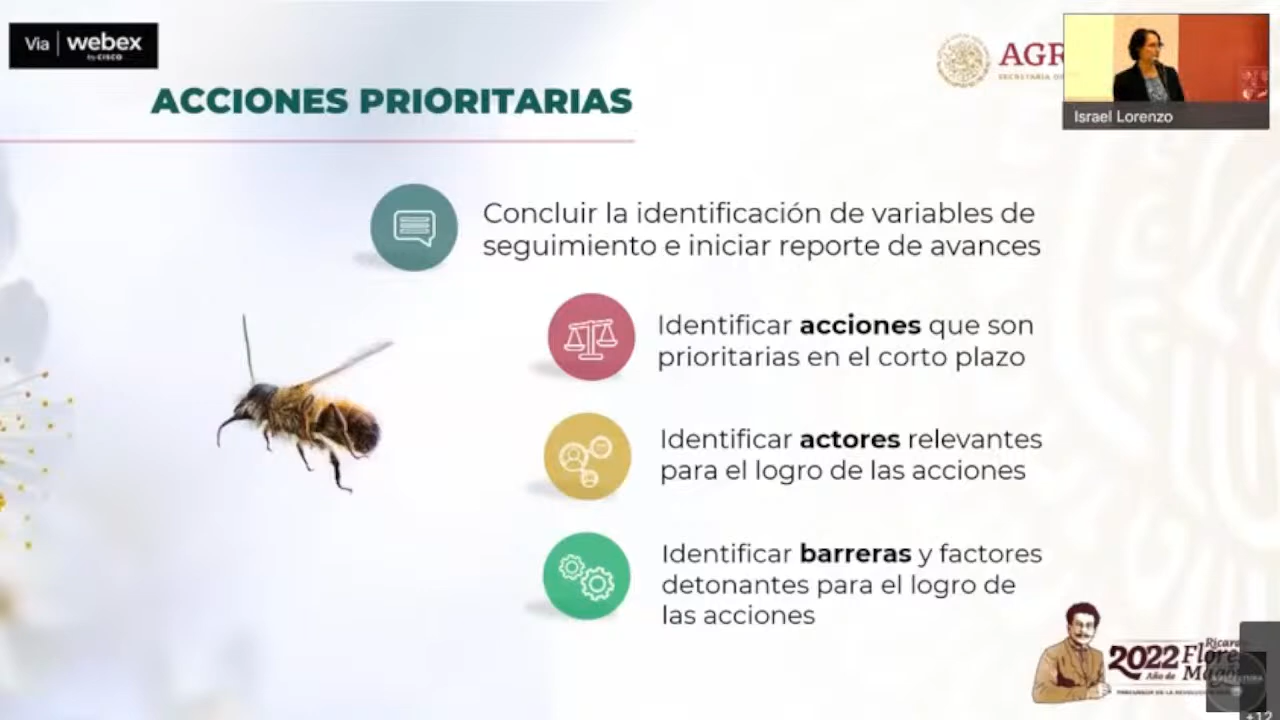 Via webex
by CISCO
AGR
ACCIONES PRIORITARIAS
Israel Lorenzo
Concluir la identificación de variables de
seguimiento e iniciar reporte de avances
Identificar acciones que son
prioritarias en el corto plazo
Identificar actores relevantes
para el logro de las acciones
Identificar barreras y factores
detonantes para el logro de
las acciones
2022
Año de
+12